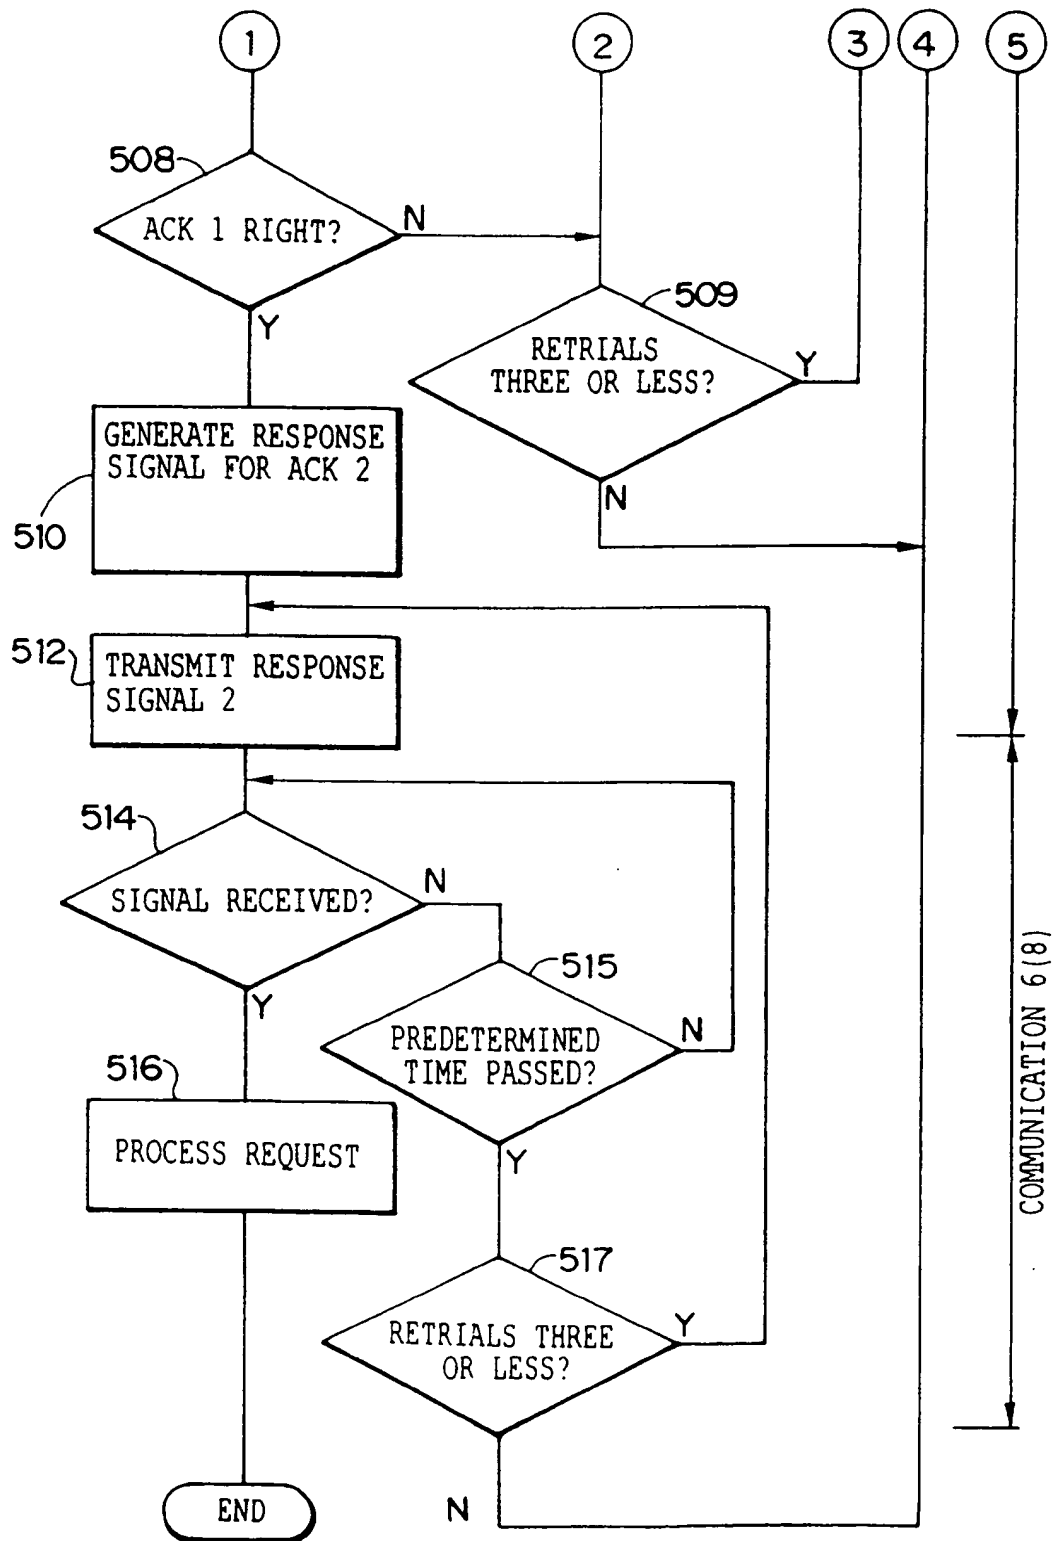 1
2
3
4
5
508
ACK 1 RIGHT?
N
Y
509
RETRIALS
THREE OR LESS?
Y
N
GENERATE RESPONSE
SIGNAL FOR ACK 2
510
512
TRANSMIT RESPONSE
SIGNAL 2
514
SIGNAL RECEIVED?
N
Y
515
PREDETERMINED
TIME PASSED?
N
Y
516
PROCESS REQUEST
517
RETRIALS THREE
OR LESS?
Y
N
END
COMMUNICATION 6(8)